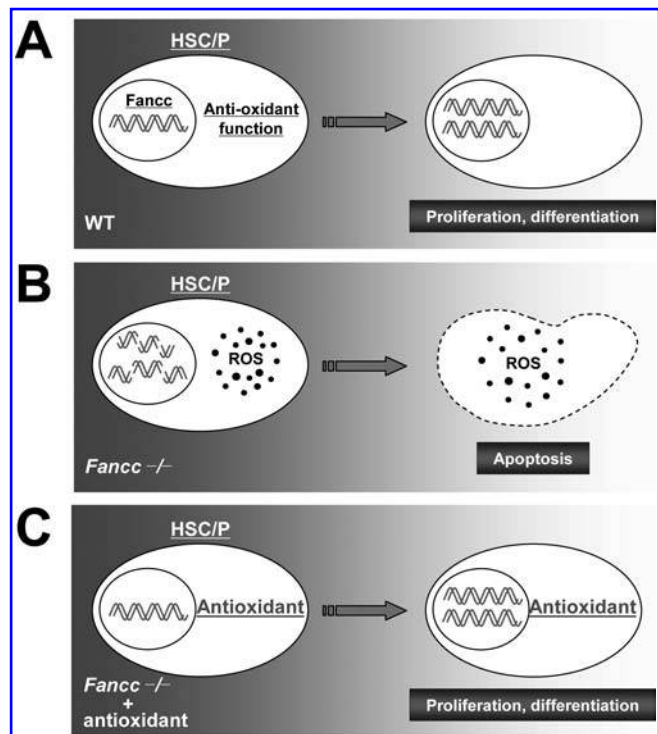 A
HSC/P
Fancc
Anti-oxidant
function
WT
Proliferation, differentiation
B
HSC/P
ROS
ROS
Fancc –/–
Apoptosis
C
HSC/P
Antioxidant
Antioxidant
Fancc –/–
+
antioxidant
Proliferation, differentiation